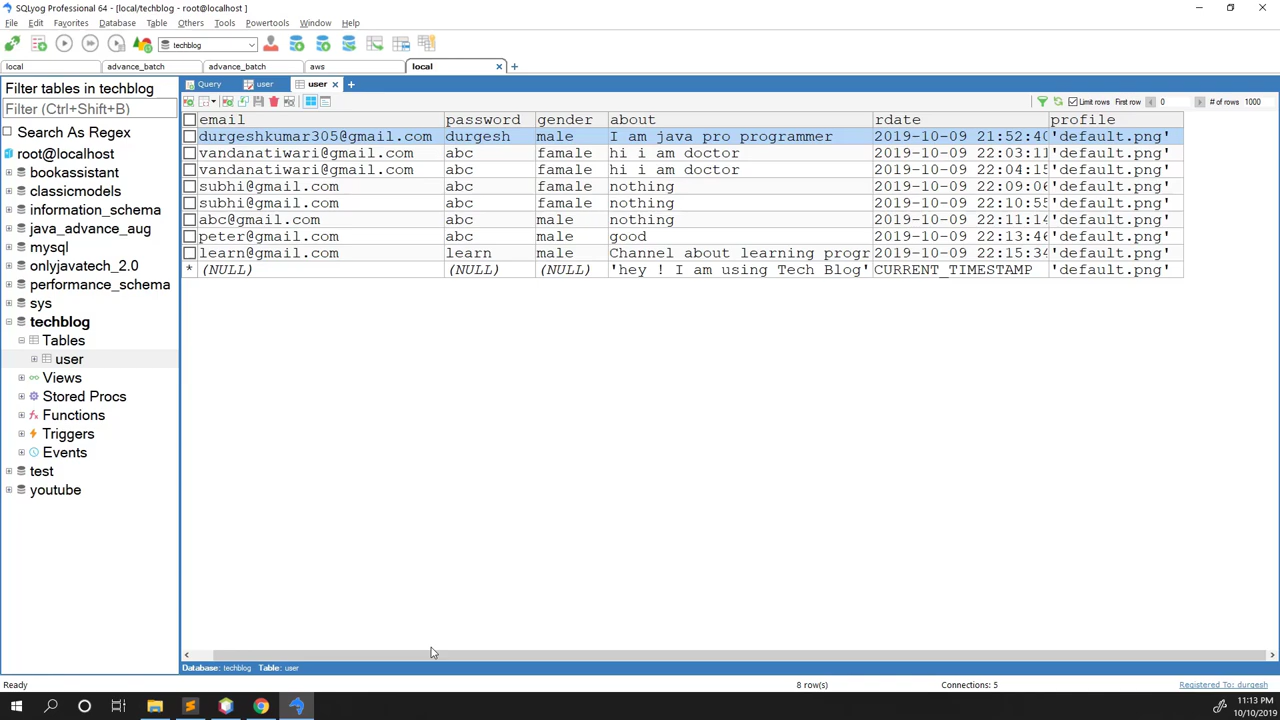 SQLyog Professional 64 - [local/techblog - root@localhost ]
File Edit Favorites Database Table Others Tools Powertools Window Help
techblog
local advance_batch advance_batch aws local
Filter tables in techblog
Filter (Ctrl+Shift+B)
Search As Regex
root@localhost
bookassistant
classicmodels
information_schema
java_advance_aug
mysql
onlyjavatech_2.0
performance_schema
sys
techblog
Tables
user
Views
Stored Procs
Functions
Triggers
Events
test
youtube
Query user user
Limit rows First row 0 # of rows 1000
email password gender about rdate profile
durgeshkumar305@gmail.com durgesh male I am java pro programmer 2019-10-09 21:52:40 'default.png'
vandanatiwari@gmail.com abc famale hi i am doctor 2019-10-09 22:03:11 'default.png'
vandanatiwari@gmail.com abc famale hi i am doctor 2019-10-09 22:04:15 'default.png'
subhi@gmail.com abc famale nothing 2019-10-09 22:09:06 'default.png'
subhi@gmail.com abc famale nothing 2019-10-09 22:10:55 'default.png'
abc@gmail.com abc male nothing 2019-10-09 22:11:14 'default.png'
peter@gmail.com abc male good 2019-10-09 22:13:46 'default.png'
learn@gmail.com learn male Channel about learning progr 2019-10-09 22:15:34 'default.png'
* (NULL) (NULL) (NULL) 'hey ! I am using Tech Blog' CURRENT_TIMESTAMP 'default.png'
Database: techblog Table: user
Ready 8 row(s) Connections: 5 Registered To: durgesh
11:13 PM
10/10/2019